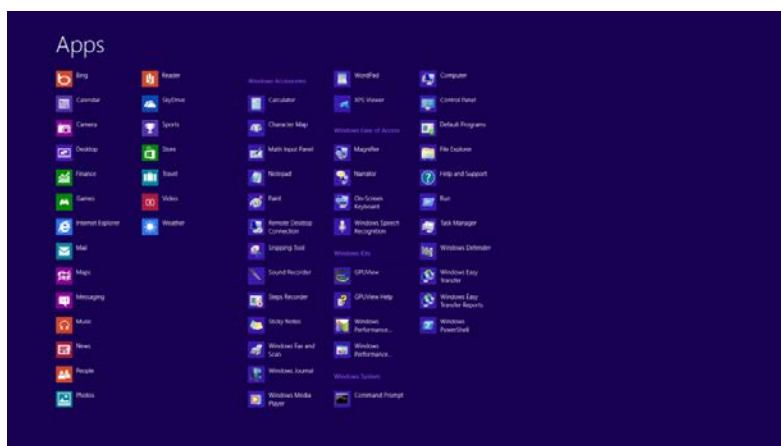 Apps
Bing
Calendar
Camera
Desktop
Finance
Games
Internet Explorer
Mail
Maps
Messaging
Music
News
People
Photos
Reader
SkyDrive
Sports
Store
Travel
Video
Weather
Windows Accessories
Calculator
Character Map
Math Input Panel
Notepad
Paint
Remote Desktop
Connection
Snipping Tool
Sound Recorder
Steps Recorder
Sticky Notes
Windows Fax and
Scan
Windows Journal
Windows Media
Player
WordPad
XPS Viewer
Windows Ease of Access
Magnifier
Narrator
On-Screen
Keyboard
Windows Speech
Recognition
Windows Kits
GPUView
GPUView Help
Windows
Performance...
Windows
Performance...
Windows System
Command Prompt
Computer
Control Panel
Default Programs
File Explorer
Help and Support
Run
Task Manager
Windows Defender
Windows Easy
Transfer
Windows Easy
Transfer Reports
Windows
PowerShell